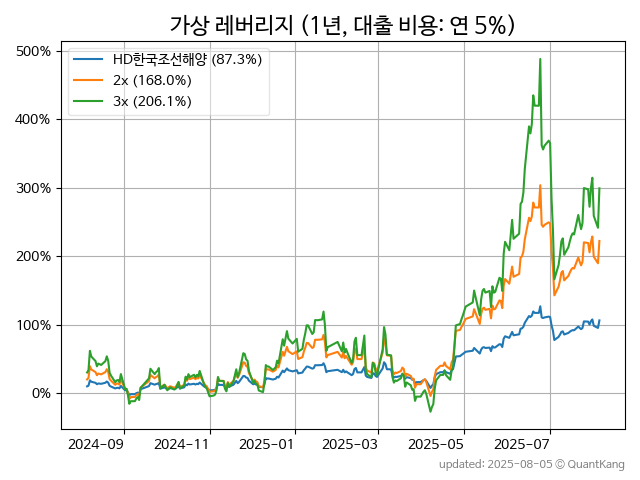 가상 레버리지 (1년, 대출 비용: 연 5%)
HD한국조선해양 (87.3%)
2x (168.0%)
3x (206.1%)
500%
400%
300%
200%
100%
0%
2024-09 2024-11 2025-01 2025-03 2025-05 2025-07
updated: 2025-08-05 © QuantKang